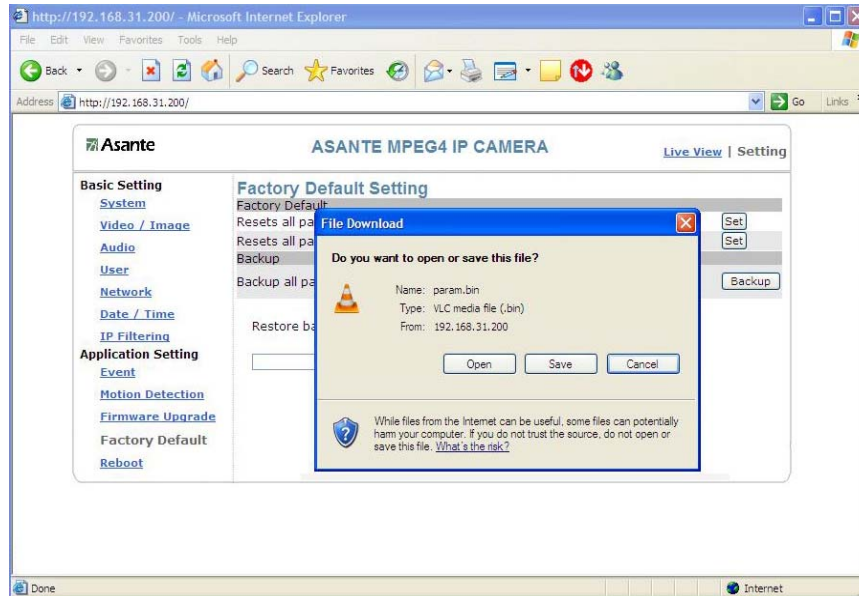 http://192.168.31.200/ - Microsoft Internet Explorer
File Edit View Favorites Tools Help
Back Search Favorites
Address http://192.168.31.200/ Go Links
Asante
ASANTE MPEG4 IP CAMERA
Live View | Setting
Basic Setting
System
Video / Image
Audio
User
Network
Date / Time
IP Filtering
Application Setting
Event
Motion Detection
Firmware Upgrade
Factory Default
Reboot
Factory Default Setting
Factory Default
Resets all pa
Set
Resets all pa
Set
Backup
Backup all pa
Backup
Restore ba
File Download
Do you want to open or save this file?
Name: param.bin
Type: VLC media file (.bin)
From: 192.168.31.200
Open Save Cancel
While files from the Internet can be useful, some files can potentially
harm your computer. If you do not trust the source, do not open or
save this file. What's the risk?
Done Internet